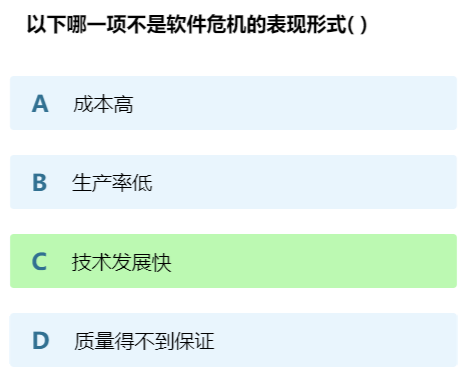 以下哪一项不是软件危机的表现形式( )
A 成本高
B 生产率低
C 技术发展快
D 质量得不到保证